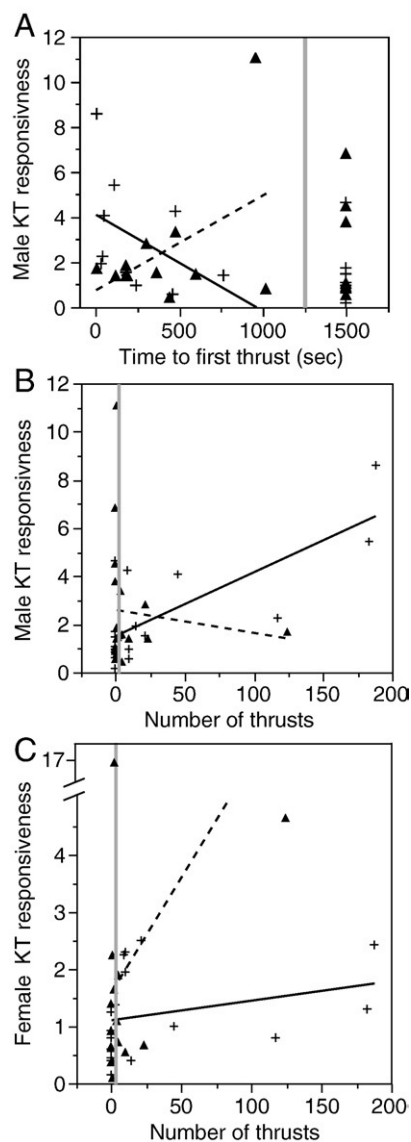 A
Male KT responsivness
12
10
8
6
4
2
0
0 500 1000 1500
Time to first thrust (sec)
B
Male KT responsivness
12
10
8
6
4
2
0
0 50 100 150 200
Number of thrusts
C
Female KT responsivness
17
4
3
2
1
0
0 50 100 150 200
Number of thrusts